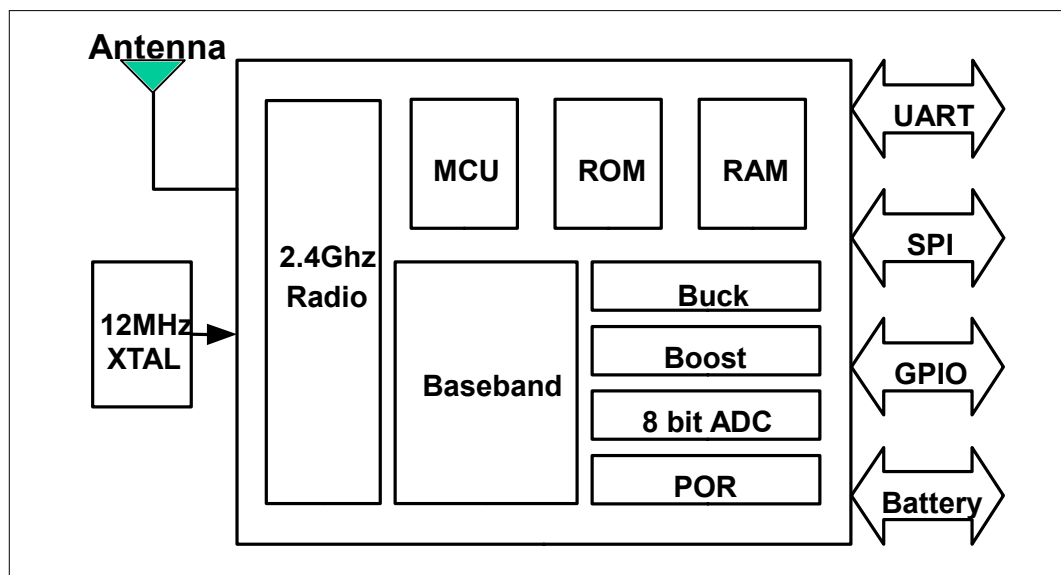 Antenna
UART
MCU
ROM
RAM
SPI
2.4Ghz
Radio
Buck
12MHz
XTAL
Boost
GPIO
Baseband
8 bit ADC
POR
Battery